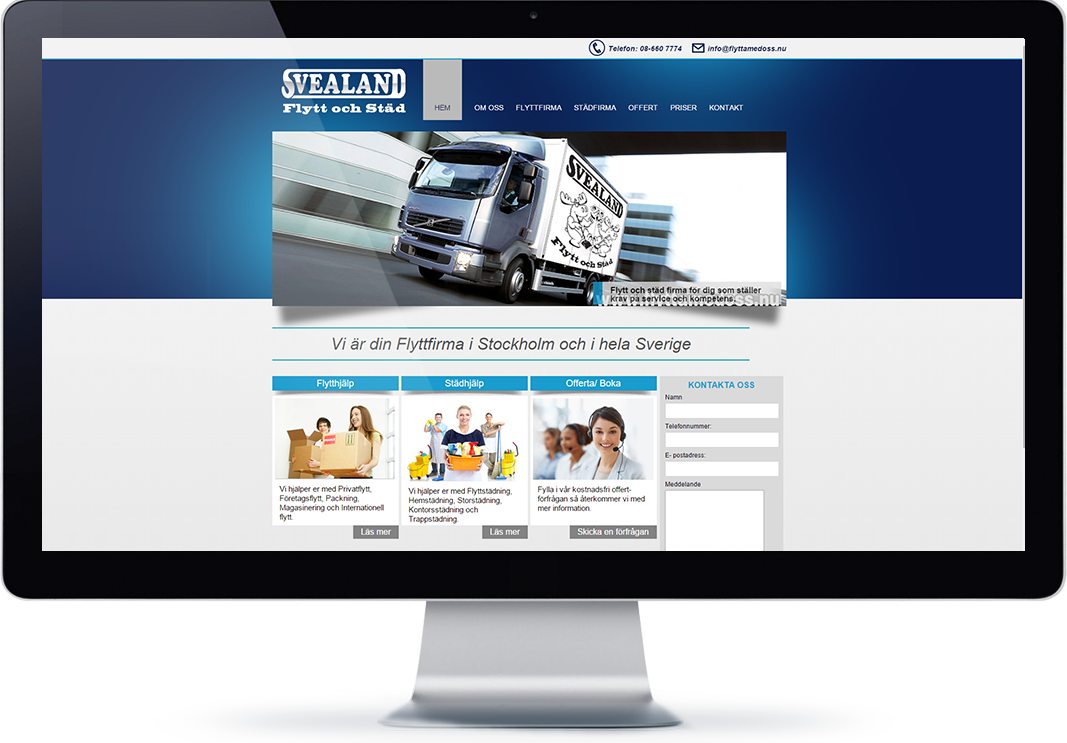 Telefon: 08-660 7774
info@flyttamedoss.nu
SVEALAND
Flytt och Städ
HEM
OM OSS
FLYTTFIRMA
STÄDFIRMA
OFFERT
PRISER
KONTAKT
SVEALAND
Flytt och Städ
Flytt och städ firma för dig som ställer
krav på service och kompetens.
Vi är din Flyttfirma i Stockholm och i hela Sverige
Flytthjälp
Vi hjälper er med Privatflytt,
Företagsflytt, Packning,
Magasinering och Internationell
flytt.
Läs mer
Städhjälp
Vi hjälper er med Flyttstädning,
Hemstädning, Storstädning,
Kontorsstädning och
Trappstädning.
Läs mer
Offerta/ Boka
Fylla i vår kostnadsfri offert-
förfrågan så återkommer vi med
mer information.
Skicka en förfrågan
KONTAKTA OSS
Namn
Telefonnummer:
E- postadress:
Meddelande